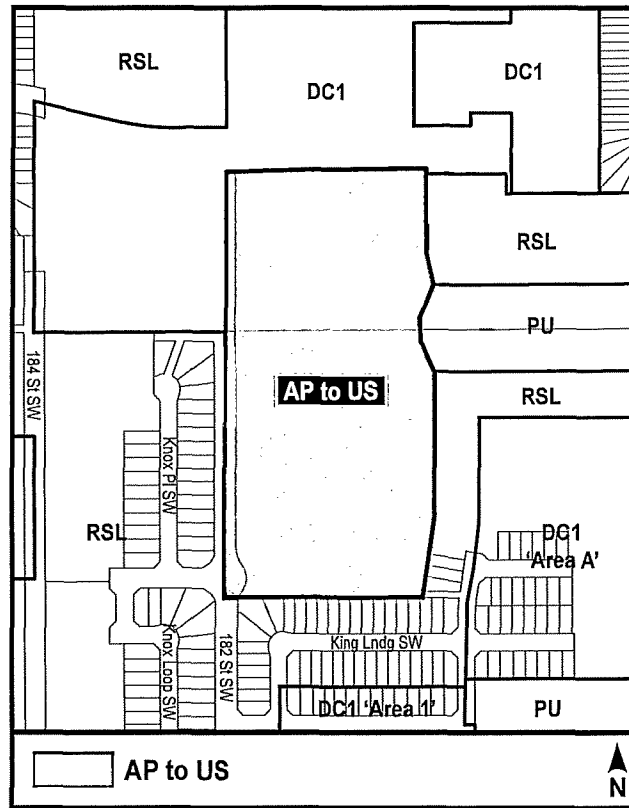 RSL
DC1
DC1
RSL
PU
AP to US
RSL
184 St SW
Knox Pl SW
RSL
DC1
'Area A'
Knox Loop SW
182 St SW
King Lndg SW
DC1 'Area 1'
PU
AP to US
N